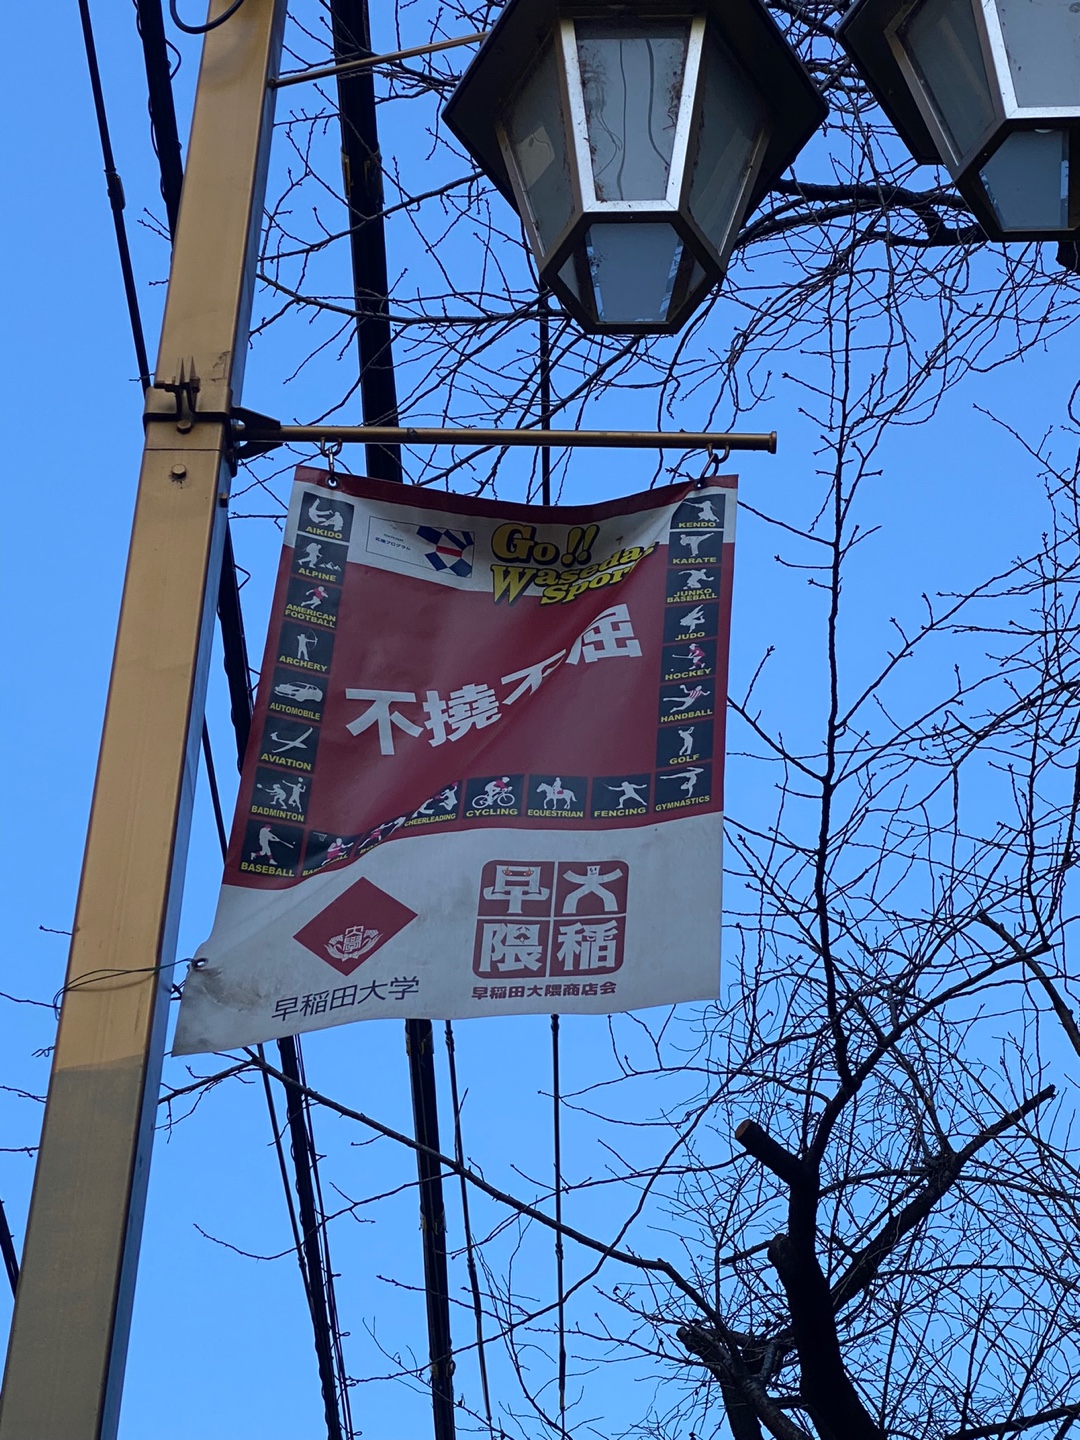 AIKIDO
ALPINE
AMERICAN
FOOTBALL
ARCHERY
AUTOMOBILE
AVIATION
BADMINTON
BASEBALL
Go!!
Waseda
不撓不屈
KENDO
KARATE
JUNKO
BASEBALL
JUDO
HOCKEY
HANDBALL
GOLF
GYMNASTICS
CHEERLEADING
CYCLING
EQUESTRIAN
FENCING
早大
隈稲
早稲田大学
早稲田大隈商店会